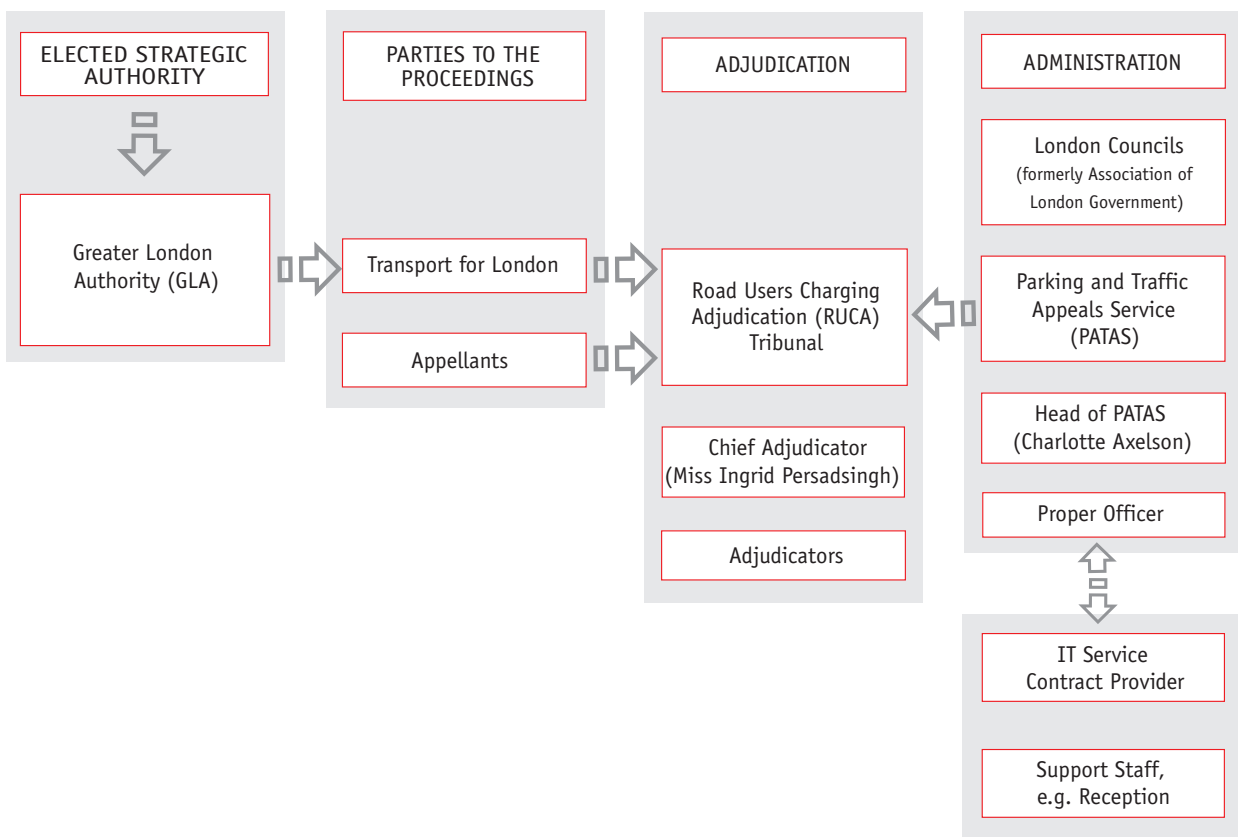 ELECTED STRATEGIC
AUTHORITY
Greater London
Authority (GLA)
PARTIES TO THE
PROCEEDINGS
Transport for London
Appellants
ADJUDICATION
Road Users Charging
Adjudication (RUCA)
Tribunal
Chief Adjudicator
(Miss Ingrid Persadsingh)
Adjudicators
ADMINISTRATION
London Councils
(formerly Association of
London Government)
Parking and Traffic
Appeals Service
(PATAS)
Head of PATAS
(Charlotte Axelson)
Proper Officer
IT Service
Contract Provider
Support Staff,
e.g. Reception